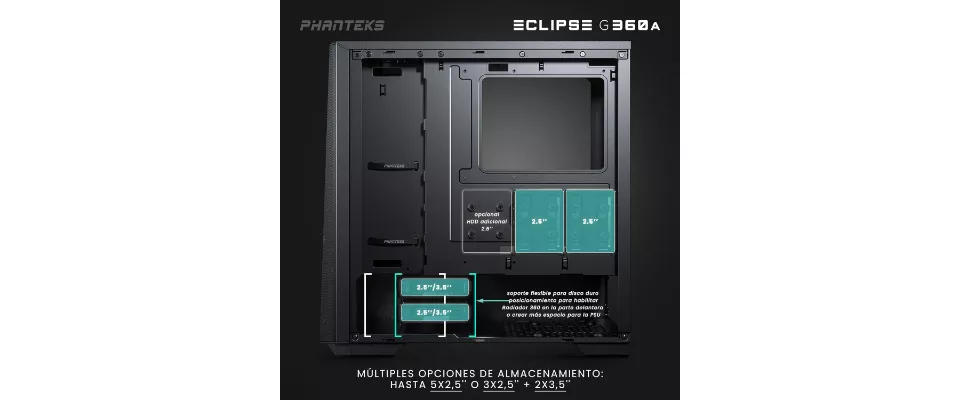 PHANTEKS
ECLIPSE G360A
PHANTEKS
opcional
HDD adicional
2.5''
2.5''
2.5''
PHANTEKS
2.5''/3.5''
2.5''/3.5''
soporte flexible para disco duro
posicionamiento para habilitar
Radiador 360 en la parte delantera
o crear más espacio para la PSU
MÚLTIPLES OPCIONES DE ALMACENAMIENTO:
HASTA 5X2,5'' O 3X2,5'' + 2X3,5''